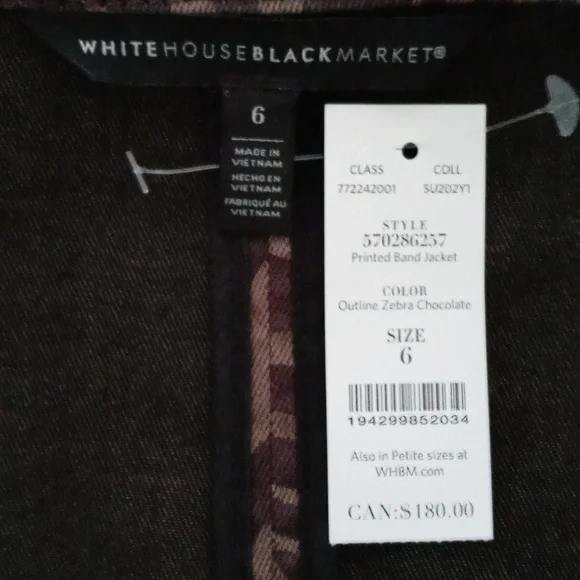 WHITEHOUSEBLACKMARKET®
6
MADE IN
VIETNAM
HECHO EN
VIETNAM
FABRIQUÉ AU
VIETNAM
CLASS COLL
772242001 SU202Y1
STYLE
570286257
Printed Band Jacket
COLOR
Outline Zebra Chocolate
SIZE
6
194299852034
Also in Petite sizes at
WHBM.com
CAN:$180.00